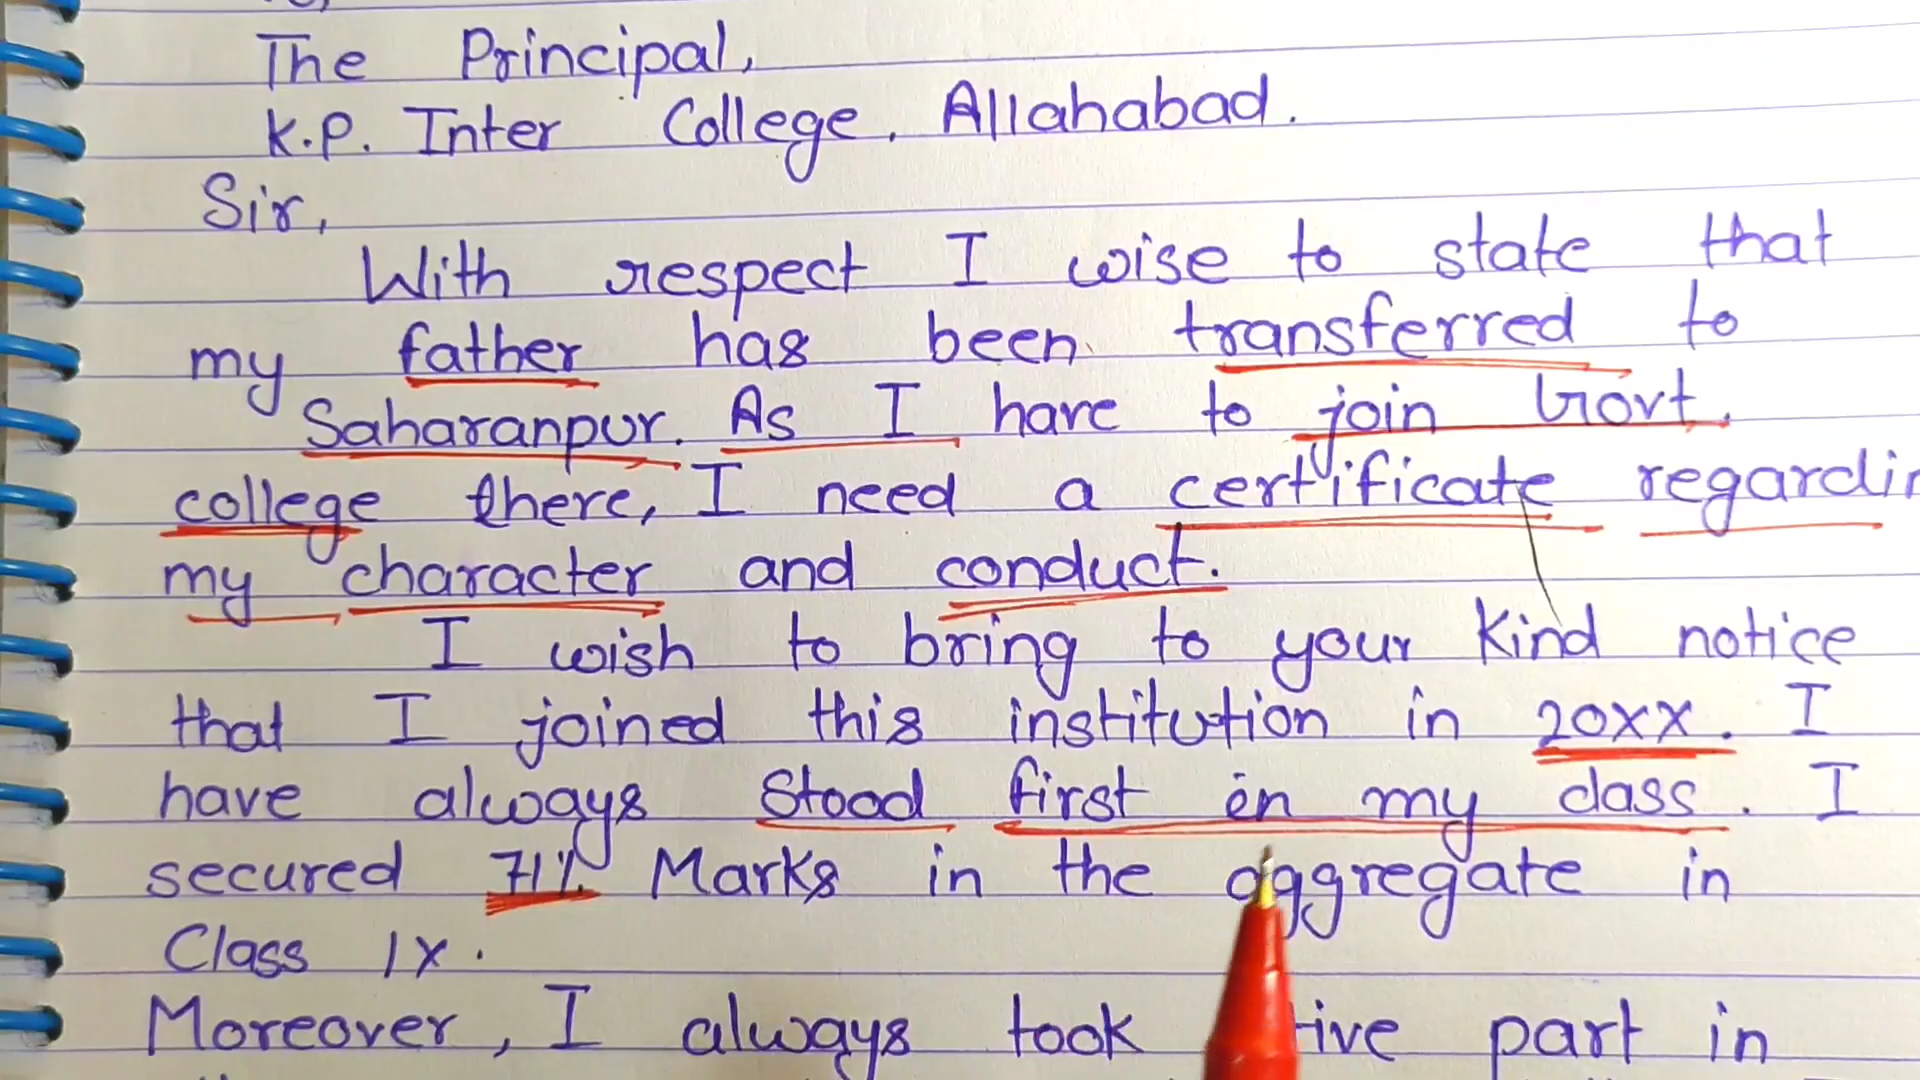 The Principal,
K.P. Inter College, Allahabad.
Sir,
With respect I wise to state that
my father has been transferred to
Saharanpur. As I have to join Govt.
college there, I need a certificate regardin
my character and conduct.
I wish to bring to your kind notice
that I joined this institution in 20XX. I
have always stood first in my class. I
secured 71% Marks in the aggregate in
Class IX.
Moreover, I always took tive part in